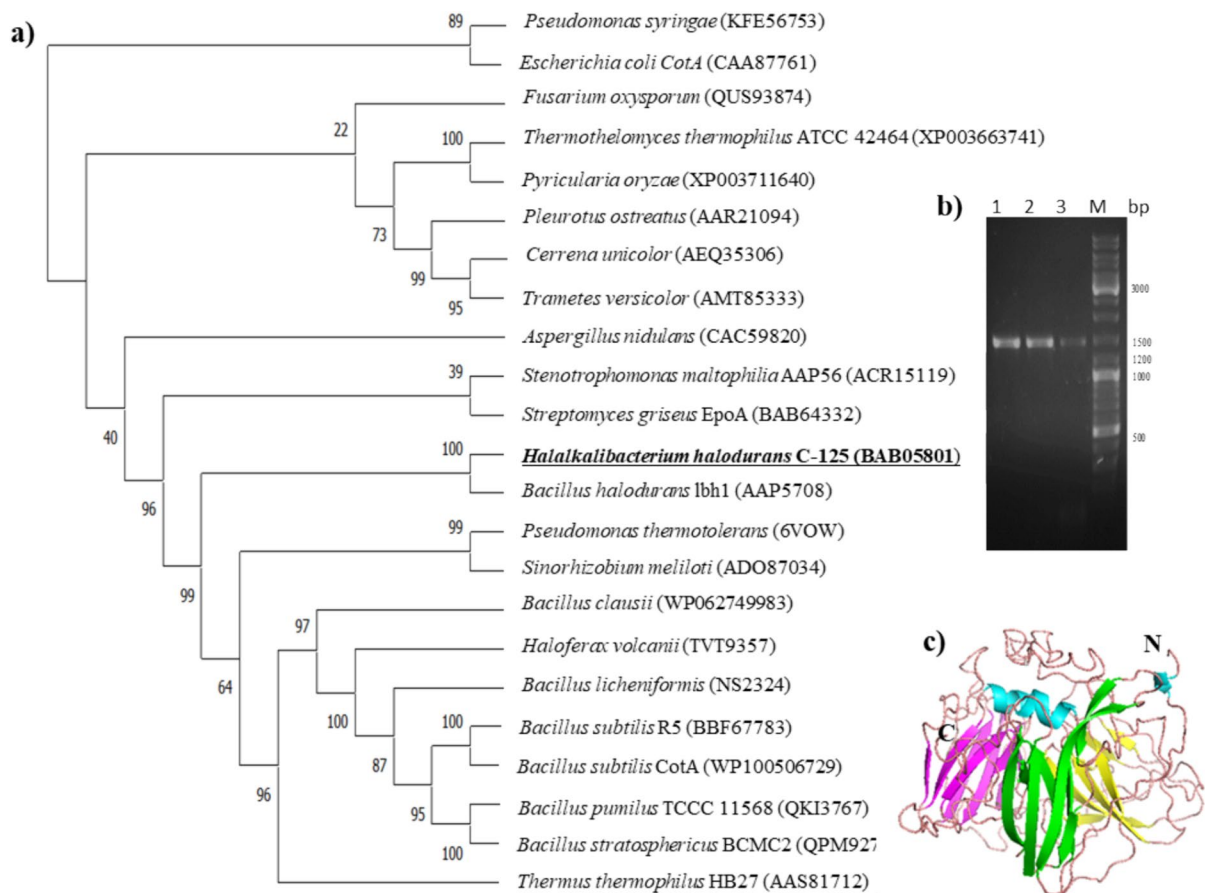 a)
89
Pseudomonas syringae (KFE56753)
Escherichia coli CotA (CAA87761)
Fusarium oxysporum (QUS93874)
22
100
Thermothelomyces thermophilus ATCC 42464 (XP003663741)
Pyricularia oryzae (XP003711640)
73
Pleurotus ostreatus (AAR21094)
99
Cerrena unicolor (AEQ35306)
95
Trametes versicolor (AMT85333)
Aspergillus nidulans (CAC59820)
40
39
Stenotrophomonas maltophilia AAP56 (ACR15119)
Streptomyces griseus EpoA (BAB64332)
96
100
Halalkalibacterium halodurans C-125 (BAB05801)
Bacillus halodurans lbh1 (AAP5708)
99
99
Pseudomonas thermotolerans (6VOW)
Sinorhizobium meliloti (ADO87034)
64
97
Bacillus clausii (WP062749983)
Haloferax volcanii (TVT9357)
100
Bacillus licheniformis (NS2324)
87
100
Bacillus subtilis R5 (BBF67783)
Bacillus subtilis CotA (WP100506729)
95
Bacillus pumilus TCCC 11568 (QKI3767)
100
Bacillus stratosphericus BCMC2 (QPM927
96
Thermus thermophilus HB27 (AAS81712)
b)
1 2 3 M bp
3000
1500
1200
1000
500
c)
N
C